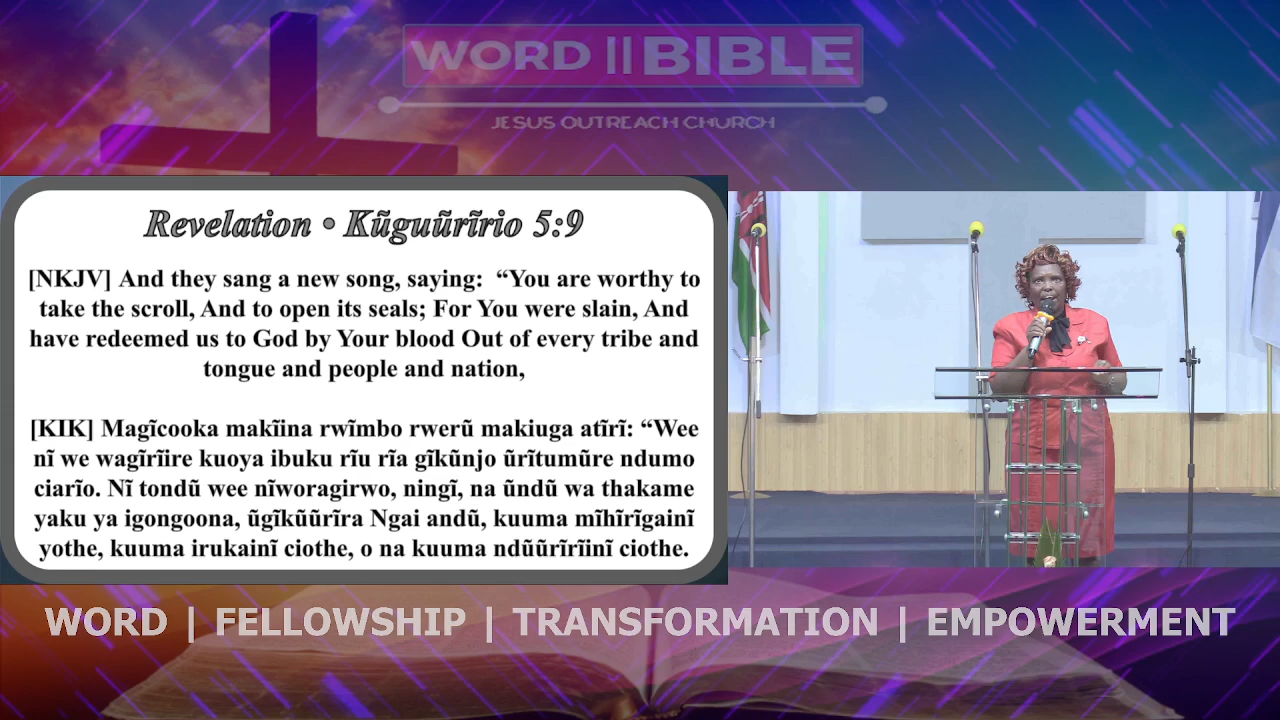 WORD || BIBLE
JESUS OUTREACH CHURCH
Revelation • Kũguũrĩrio 5:9
[NKJV] And they sang a new song, saying: “You are worthy to
take the scroll, And to open its seals; For You were slain, And
have redeemed us to God by Your blood Out of every tribe and
tongue and people and nation,
[KIK] Magĩcooka makĩina rwĩmbo rwerũ makiuga atĩrĩ: “Wee
nĩ we wagĩrĩire kuoya ibuku rĩu rĩa gĩkũnjo ũrĩtumũre ndumo
ciarĩo. Nĩ tondũ wee nĩworagirwo, ningĩ, na ũndũ wa thakame
yaku ya igongoona, ũgĩkũũrĩra Ngai andũ, kuuma mĩhĩrĩgainĩ
yothe, kuuma irukainĩ ciothe, o na kuuma ndũũrĩrĩinĩ ciothe.
WORD | FELLOWSHIP | TRANSFORMATION | EMPOWERMENT